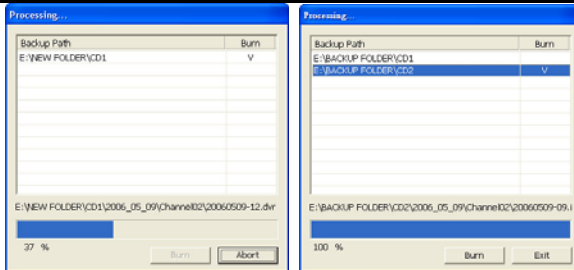 Processing...
Backup Path Burn
E:\NEW FOLDER\CD1 V
E:\NEW FOLDER\CD1\2006_05_09\Channel02\20060509-12.dvr
37 %
Burn Abort
Processing...
Backup Path Burn
E:\BACKUP FOLDER\CD1
E:\BACKUP FOLDER\CD2 V
E:\BACKUP FOLDER\CD2\2006_05_09\Channel02\20060509-09.i
100 %
Burn Exit